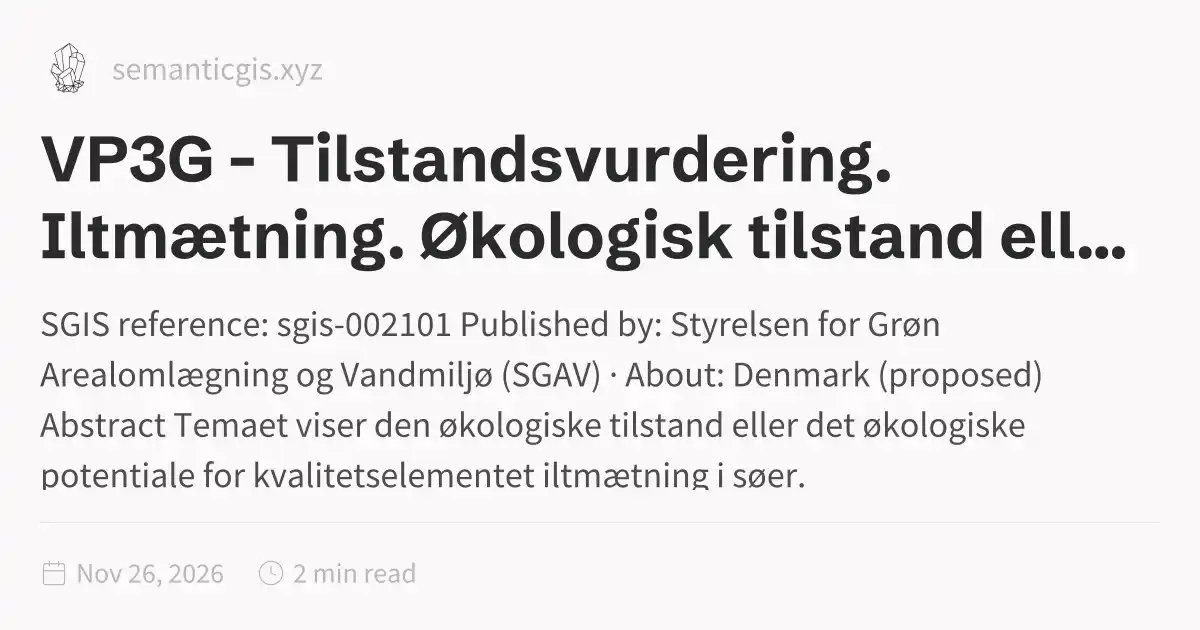 semanticgis.xyz
VP3G - Tilstandsvurdering.
Iltmætning. Økologisk tilstand ell...
SGIS reference: sgis-002101 Published by: Styrelsen for Grøn
Arealomlægning og Vandmiljø (SGAV) · About: Denmark (proposed)
Abstract Temaet viser den økologiske tilstand eller det økologiske
potentiale for kvalitetselementet iltmætning i søer.
Nov 26, 2026 2 min read